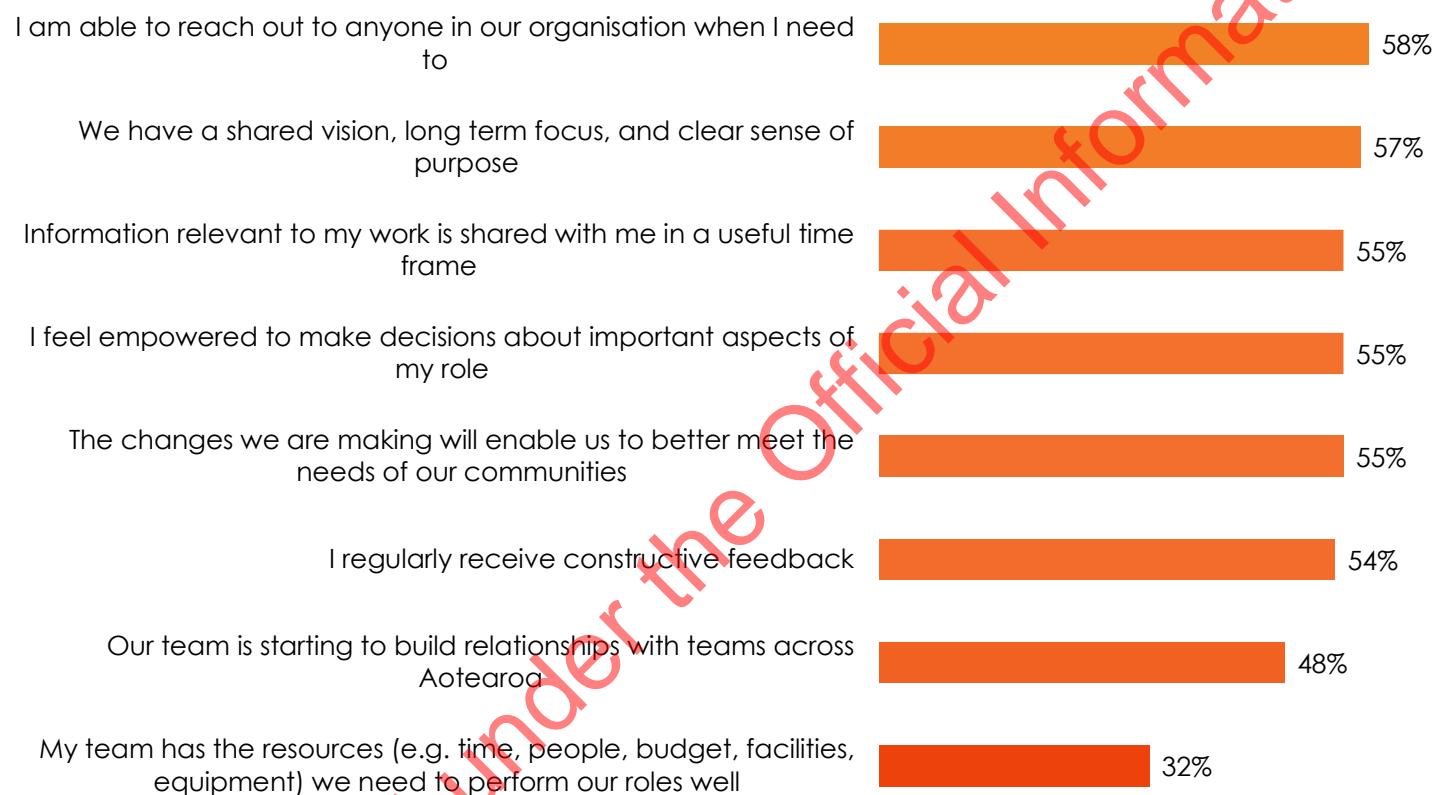 I am able to reach out to anyone in our organisation when I need
to
58%
We have a shared vision, long term focus, and clear sense of
purpose
57%
Information relevant to my work is shared with me in a useful time
frame
55%
I feel empowered to make decisions about important aspects of
my role
55%
The changes we are making will enable us to better meet the
needs of our communities
55%
I regularly receive constructive feedback
54%
Our team is starting to build relationships with teams across
Aotearoa
48%
My team has the resources (e.g. time, people, budget, facilities,
equipment) we need to perform our roles well
32%
under the Official